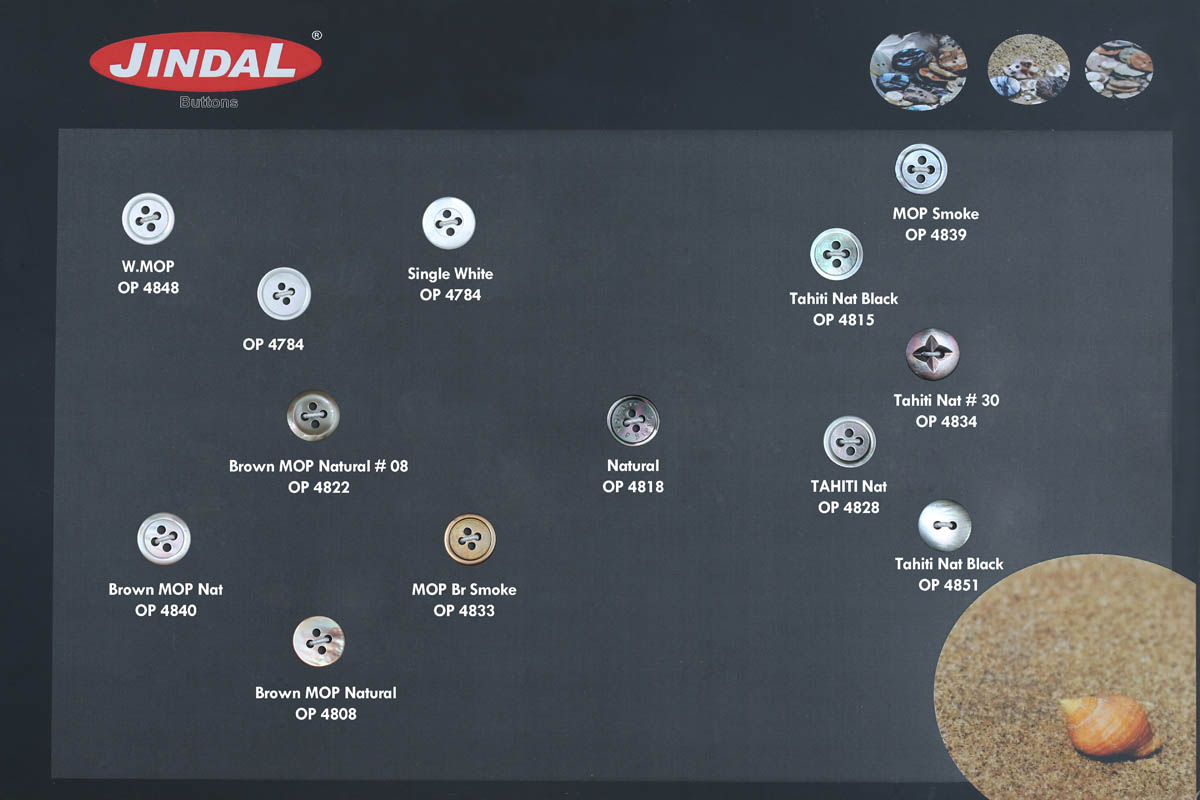 JINDAL ®
Buttons
MOP Smoke
OP 4839
W.MOP
OP 4848
Single White
OP 4784
Tahiti Nat Black
OP 4815
OP 4784
Tahiti Nat # 30
OP 4834
Brown MOP Natural # 08
OP 4822
Natural
OP 4818
TAHITI Nat
OP 4828
Tahiti Nat Black
OP 4851
Brown MOP Nat
OP 4840
MOP Br Smoke
OP 4833
Brown MOP Natural
OP 4808